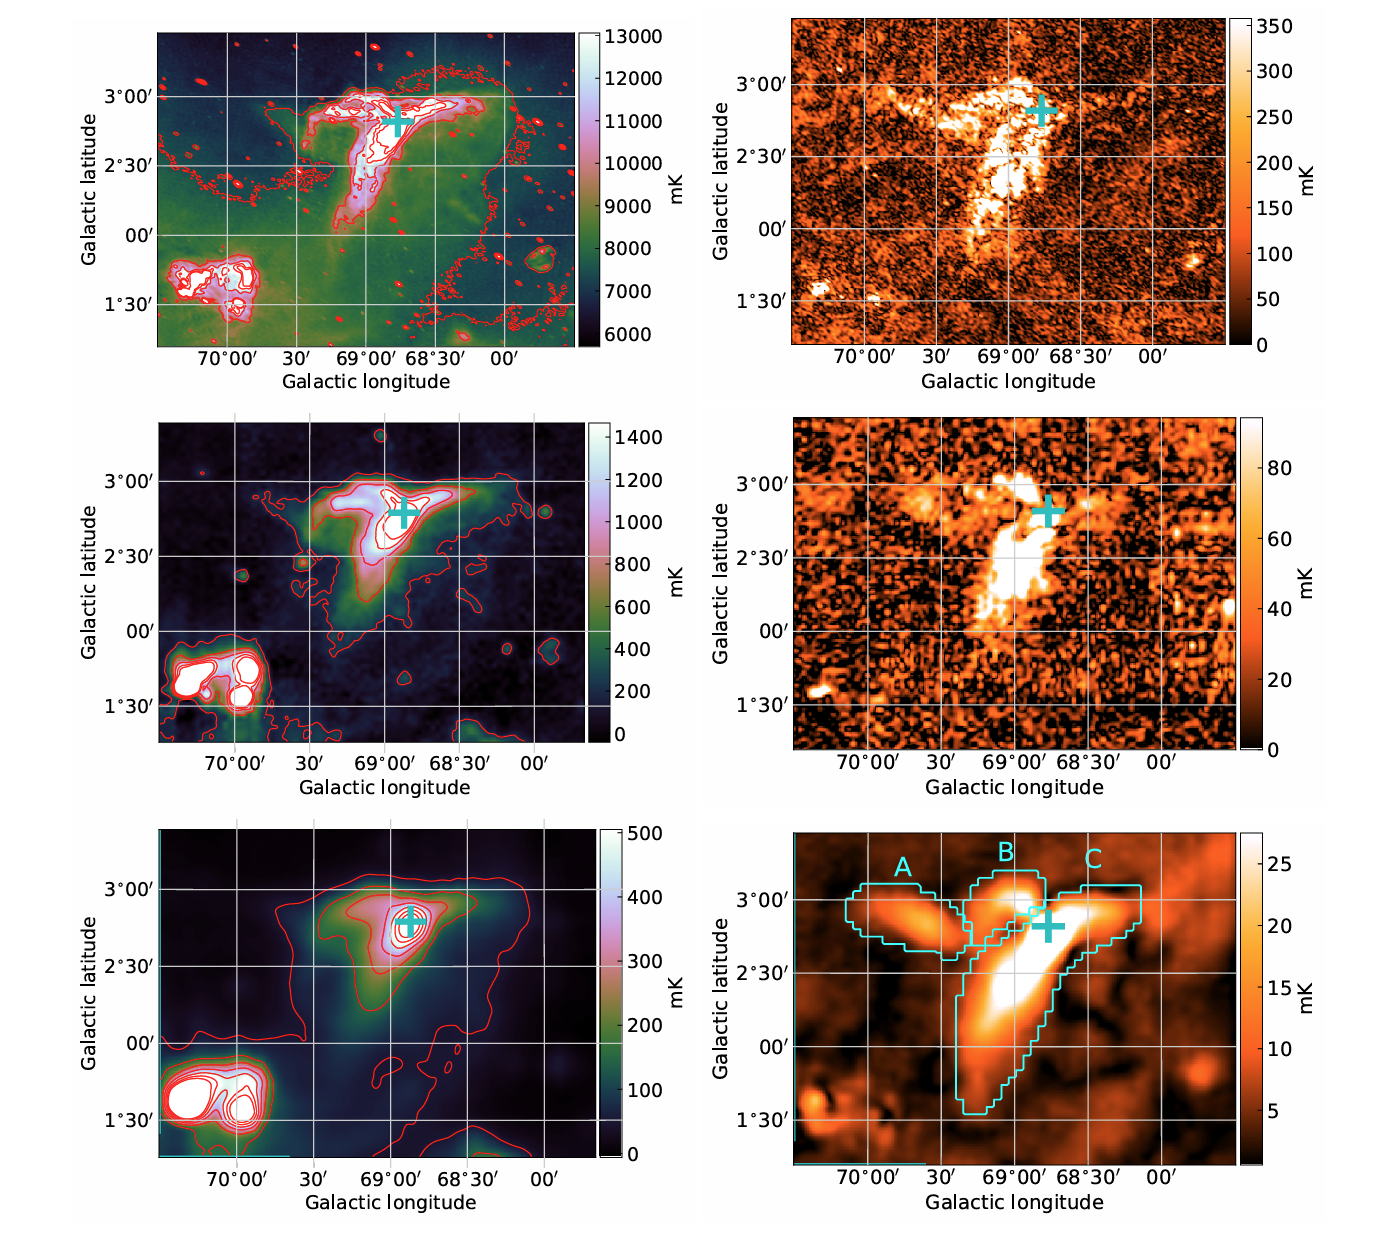 13000
12000
11000
10000
9000
8000
7000
6000
mK
3°00′
2°30′
00′
1°30′
Galactic latitude
70°00′ 30′ 69°00′ 68°30′ 00′
Galactic longitude
350
300
250
200
150
100
50
0
mK
3°00′
2°30′
00′
1°30′
Galactic latitude
70°00′ 30′ 69°00′ 68°30′ 00′
Galactic longitude
1400
1200
1000
800
600
400
200
0
mK
3°00′
2°30′
00′
1°30′
Galactic latitude
70°00′ 30′ 69°00′ 68°30′ 00′
Galactic longitude
80
60
40
20
0
mK
3°00′
2°30′
00′
1°30′
Galactic latitude
70°00′ 30′ 69°00′ 68°30′ 00′
Galactic longitude
500
400
300
200
100
0
mK
3°00′
2°30′
00′
1°30′
Galactic latitude
70°00′ 30′ 69°00′ 68°30′ 00′
Galactic longitude
A B C
25
20
15
10
5
mK
3°00′
2°30′
00′
1°30′
Galactic latitude
70°00′ 30′ 69°00′ 68°30′ 00′
Galactic longitude